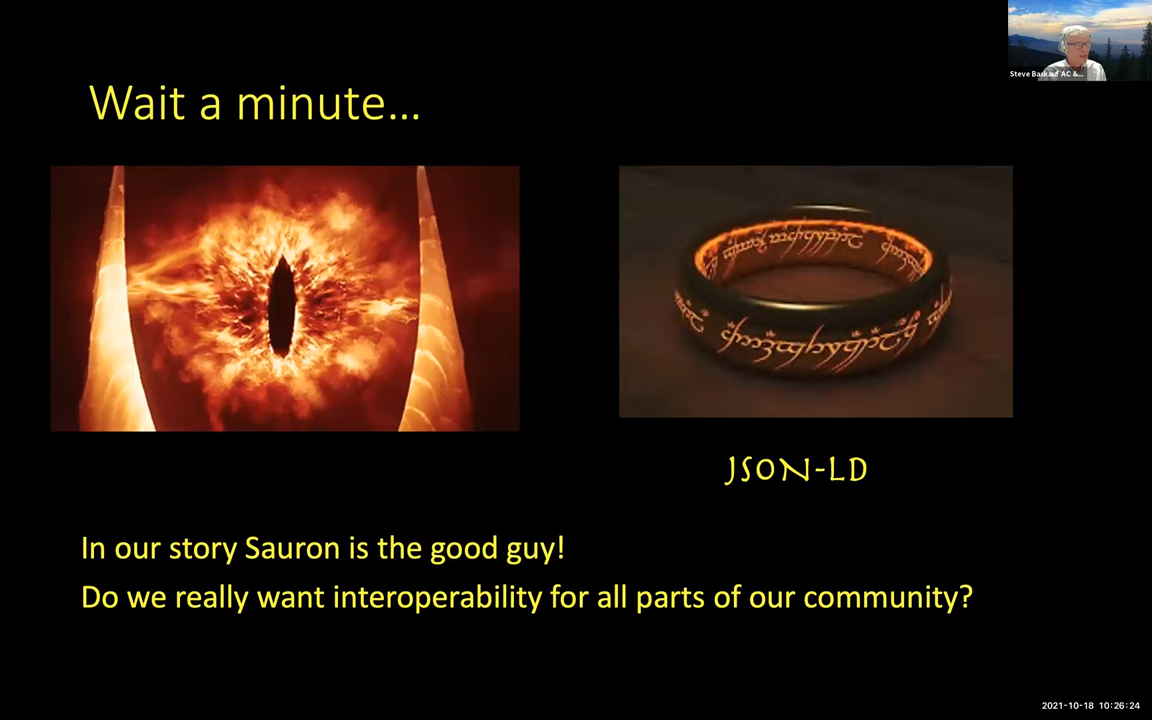 Steve Baskauf AC &...
Wait a minute...
JSON-LD
In our story Sauron is the good guy!
Do we really want interoperability for all parts of our community?
2021-10-18 10:26:24